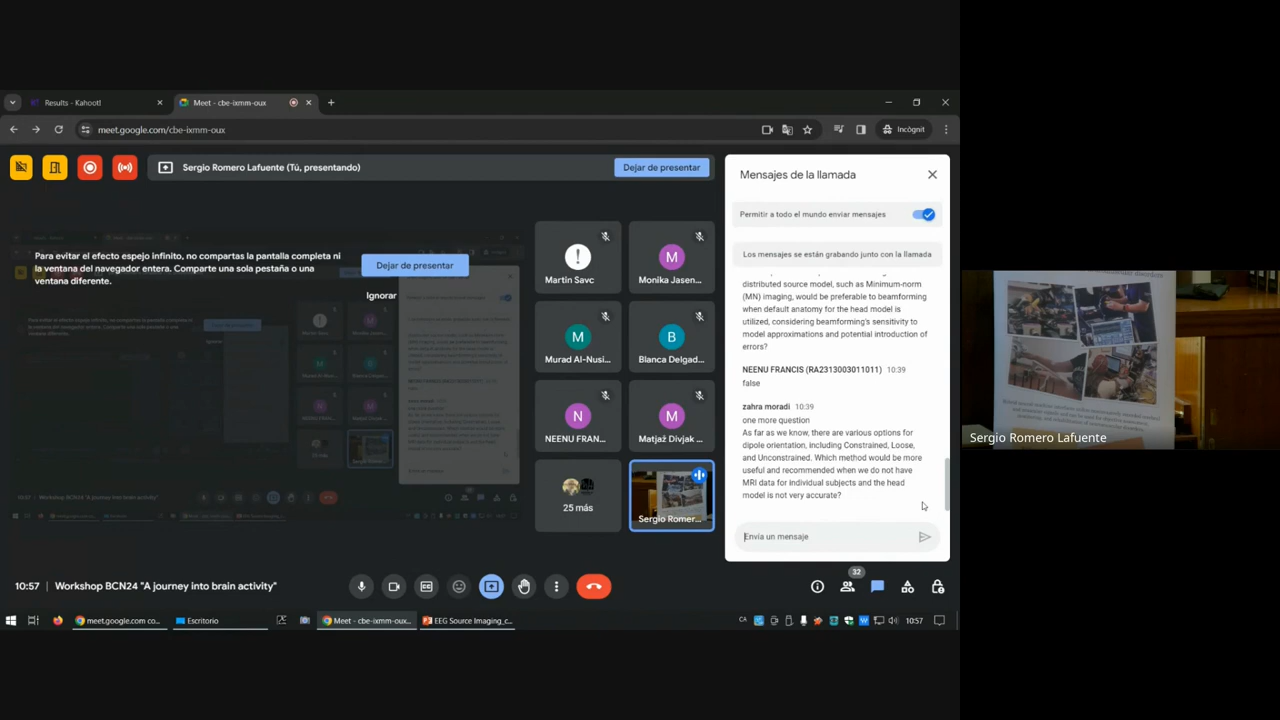 Results - Kahoot!
Meet - cbe-ixmm-oux
meet.google.com/cbe-ixmm-oux
Incògnit
Sergio Romero Lafuente (Tú, presentando)
Dejar de presentar
Para evitar el efecto espejo infinito, no compartas la pantalla completa ni
la ventana del navegador entera. Comparte una sola pestaña o una
ventana diferente.
Dejar de presentar
Ignorar
Martin Savc
M
Monika Jasen...
M
Murad Al-Nusi...
B
Blanca Delgad...
N
NEENU FRAN...
M
Matjaž Divjak ...
25 más
Sergio Romer...
Mensajes de la llamada
Permitir a todo el mundo enviar mensajes
Los mensajes se están grabando junto con la llamada
distributed source model, such as Minimum-norm
(MN) imaging, would be preferable to beamforming
when default anatomy for the head model is
utilized, considering beamforming's sensitivity to
model approximations and potential introduction of
errors?
NEENU FRANCIS (RA2313003011011) 10:39
false
zahra moradi 10:39
one more question
As far as we know, there are various options for
dipole orientation, including Constrained, Loose,
and Unconstrained. Which method would be more
useful and recommended when we do not have
MRI data for individual subjects and the head
model is not very accurate?
Envia un mensaje
10:57 | Workshop BCN24 "A journey into brain activity"
32
meet.google.com co...
Escritorio
Meet - cbe-ixmm-oux...
EEG Source Imaging_c...
CA
10:57
Sergio Romero Lafuente